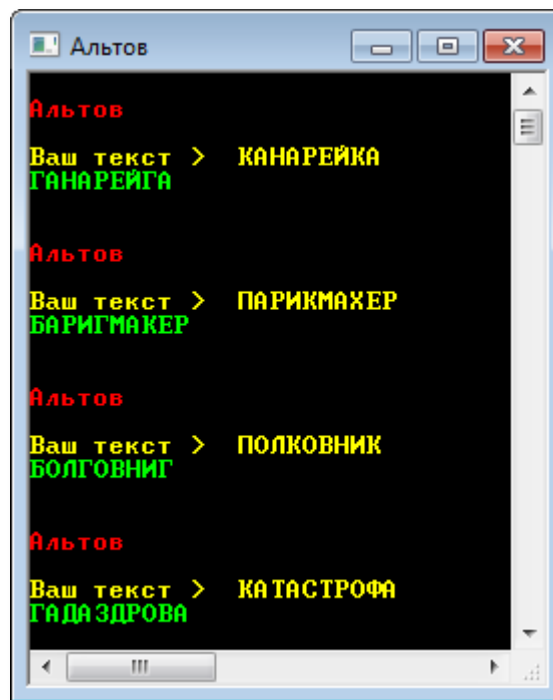 Альтов
Альтов
Ваш текст > КАНАРЕЙКА
ГАНАРЕЙГА
Альтов
Ваш текст > ПАРИКМАХЕР
БАРИГМАКЕР
Альтов
Ваш текст > ПОЛКОВНИК
БОЛГОВНИГ
Альтов
Ваш текст > КАТАСТРОФА
ГАДАЗДРОВА